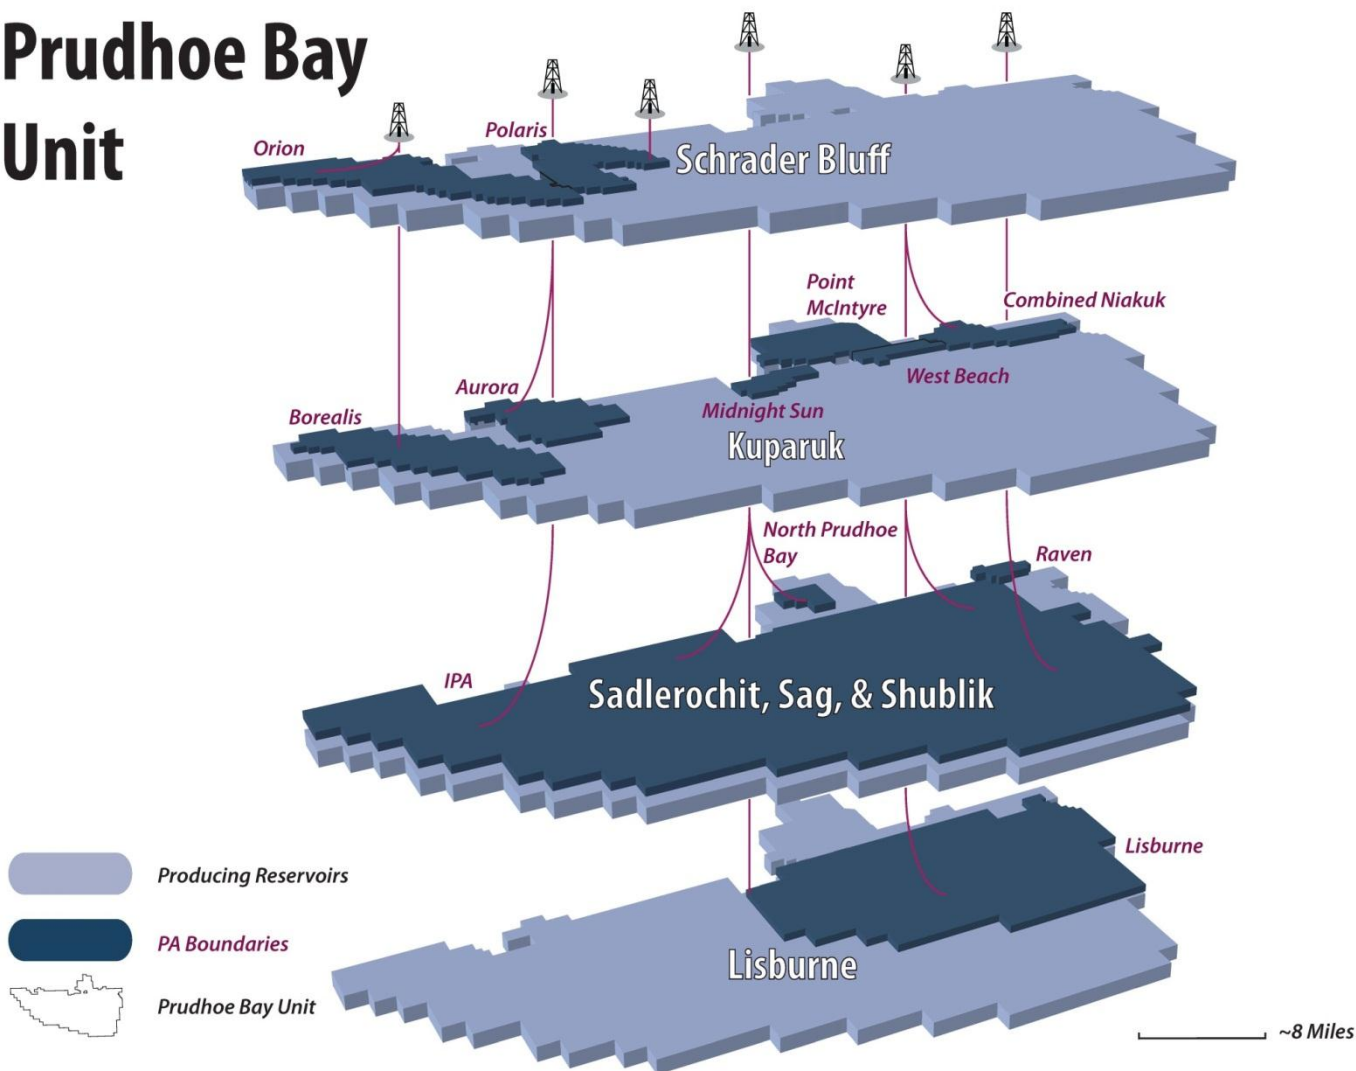 Prudhoe Bay
Unit
Orion
Polaris
Schrader Bluff
Point
McIntyre
Combined Niakuk
West Beach
Aurora
Midnight Sun
Borealis
Kuparuk
North Prudhoe
Bay
Raven
IPA
Sadlerochit, Sag, & Shublik
Lisburne
Lisburne
Producing Reservoirs
PA Boundaries
Prudhoe Bay Unit
~8 Miles